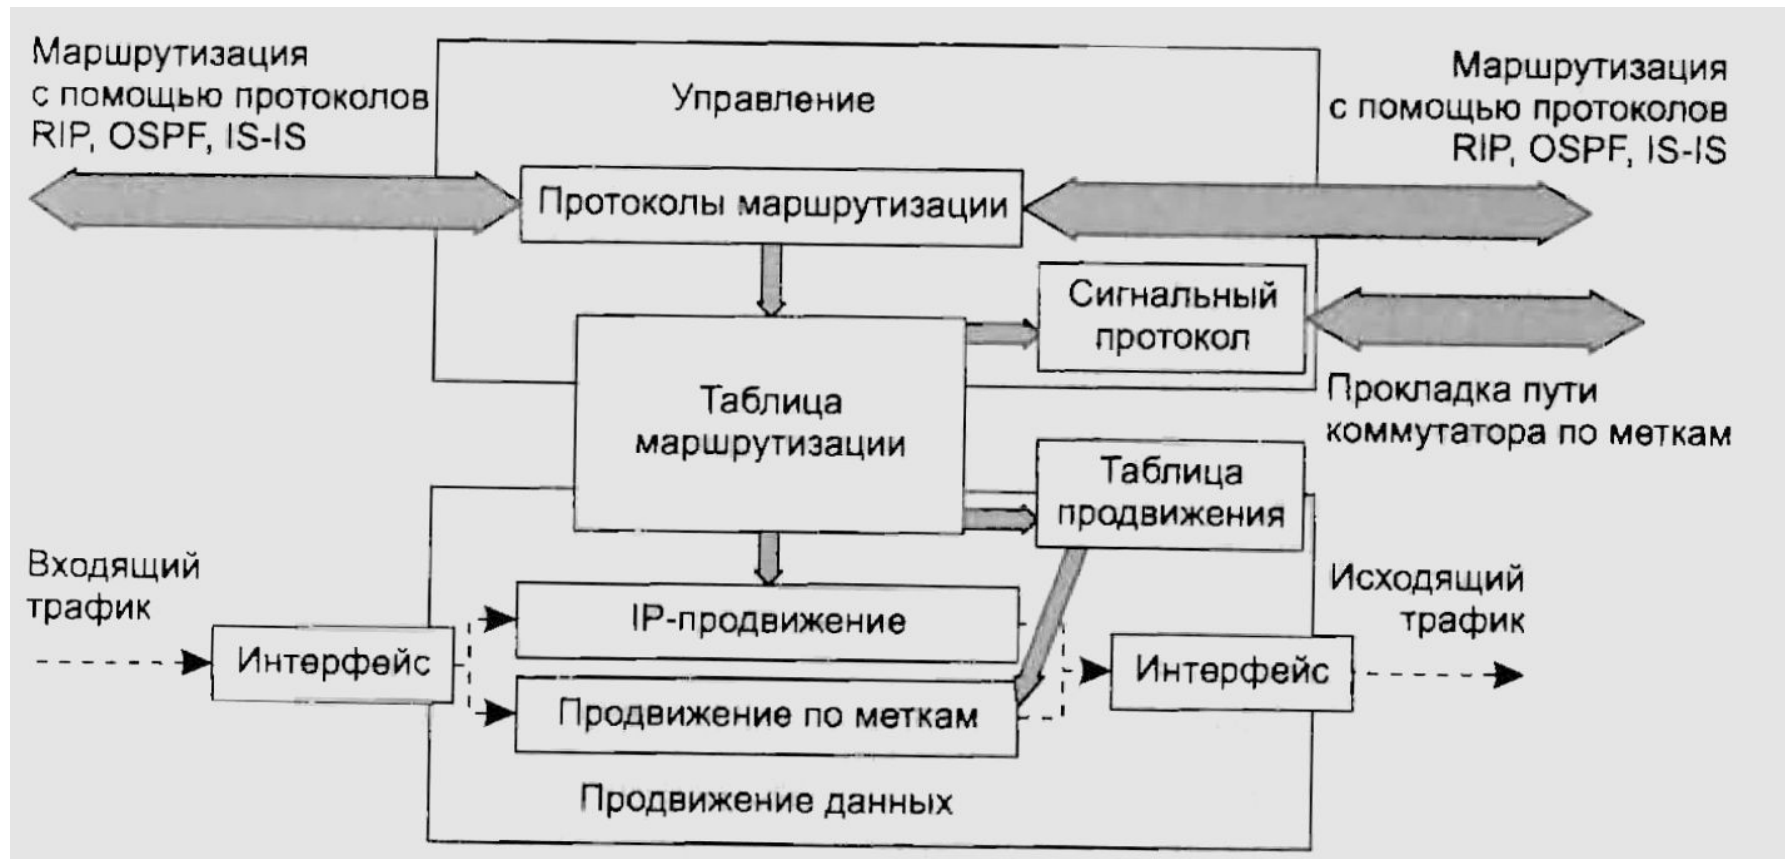 Маршрутизация
с помощью протоколов
RIP, OSPF, IS-IS
Управление
Маршрутизация
с помощью протоколов
RIP, OSPF, IS-IS
Протоколы маршрутизации
Сигнальный
протокол
Прокладка пути
коммутатора по меткам
Таблица
маршрутизации
Таблица
продвижения
Входящий
трафик
Исходящий
трафик
IP-продвижение
Интерфейс
Интерфейс
Продвижение по меткам
Продвижение данных